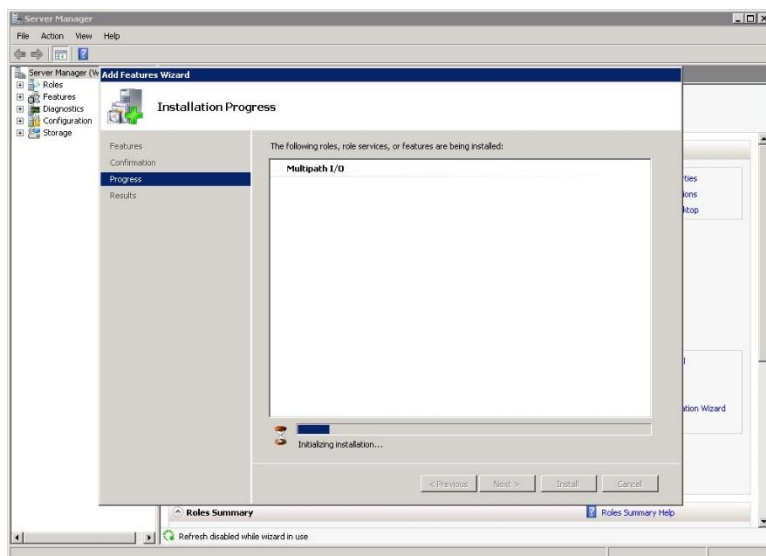 Server Manager
File Action View Help
Server Manager (W
Roles
Features
Diagnostics
Configuration
Storage
Add Features Wizard
Installation Progress
Features
Confirmation
Progress
Results
The following roles, role services, or features are being installed:
Multipath I/O
Initializing installation...
< Previous Next > Install Cancel
ties
ions
ktop
ation Wizard
Roles Summary
Roles Summary Help
Refresh disabled while wizard in use